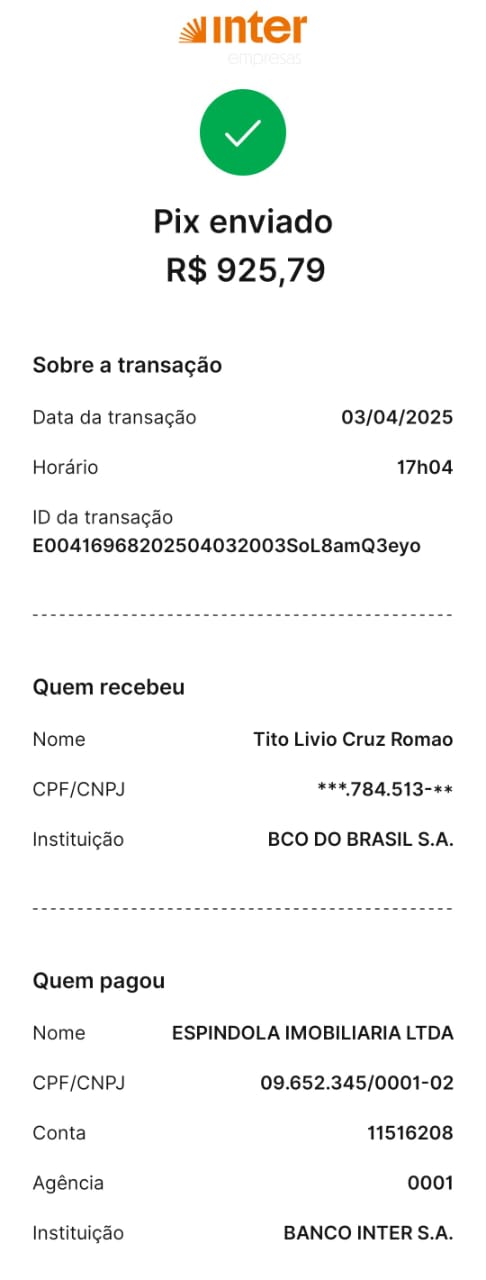 inter
empresas
Pix enviado
R$ 925,79
Sobre a transação
Data da transação 03/04/2025
Horário 17h04
ID da transação
E00416968202504032003SoL8amQ3eyo
Quem recebeu
Nome Tito Livio Cruz Romao
CPF/CNPJ ***.784.513-**
Instituição BCO DO BRASIL S.A.
Quem pagou
Nome ESPINDOLA IMOBILIARIA LTDA
CPF/CNPJ 09.652.345/0001-02
Conta 11516208
Agência 0001
Instituição BANCO INTER S.A.